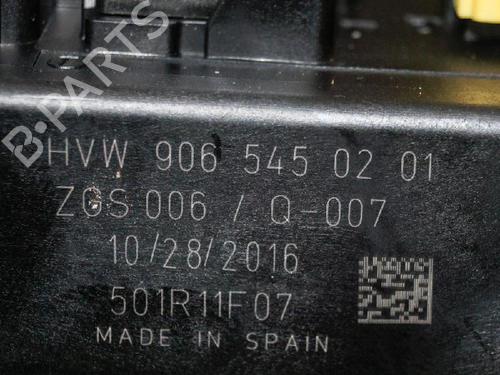 B-PARTS
HVW 906 545 02 01
ZGS 006 / Q-007
10/28/2016
501R11F07
MADE IN SPAIN